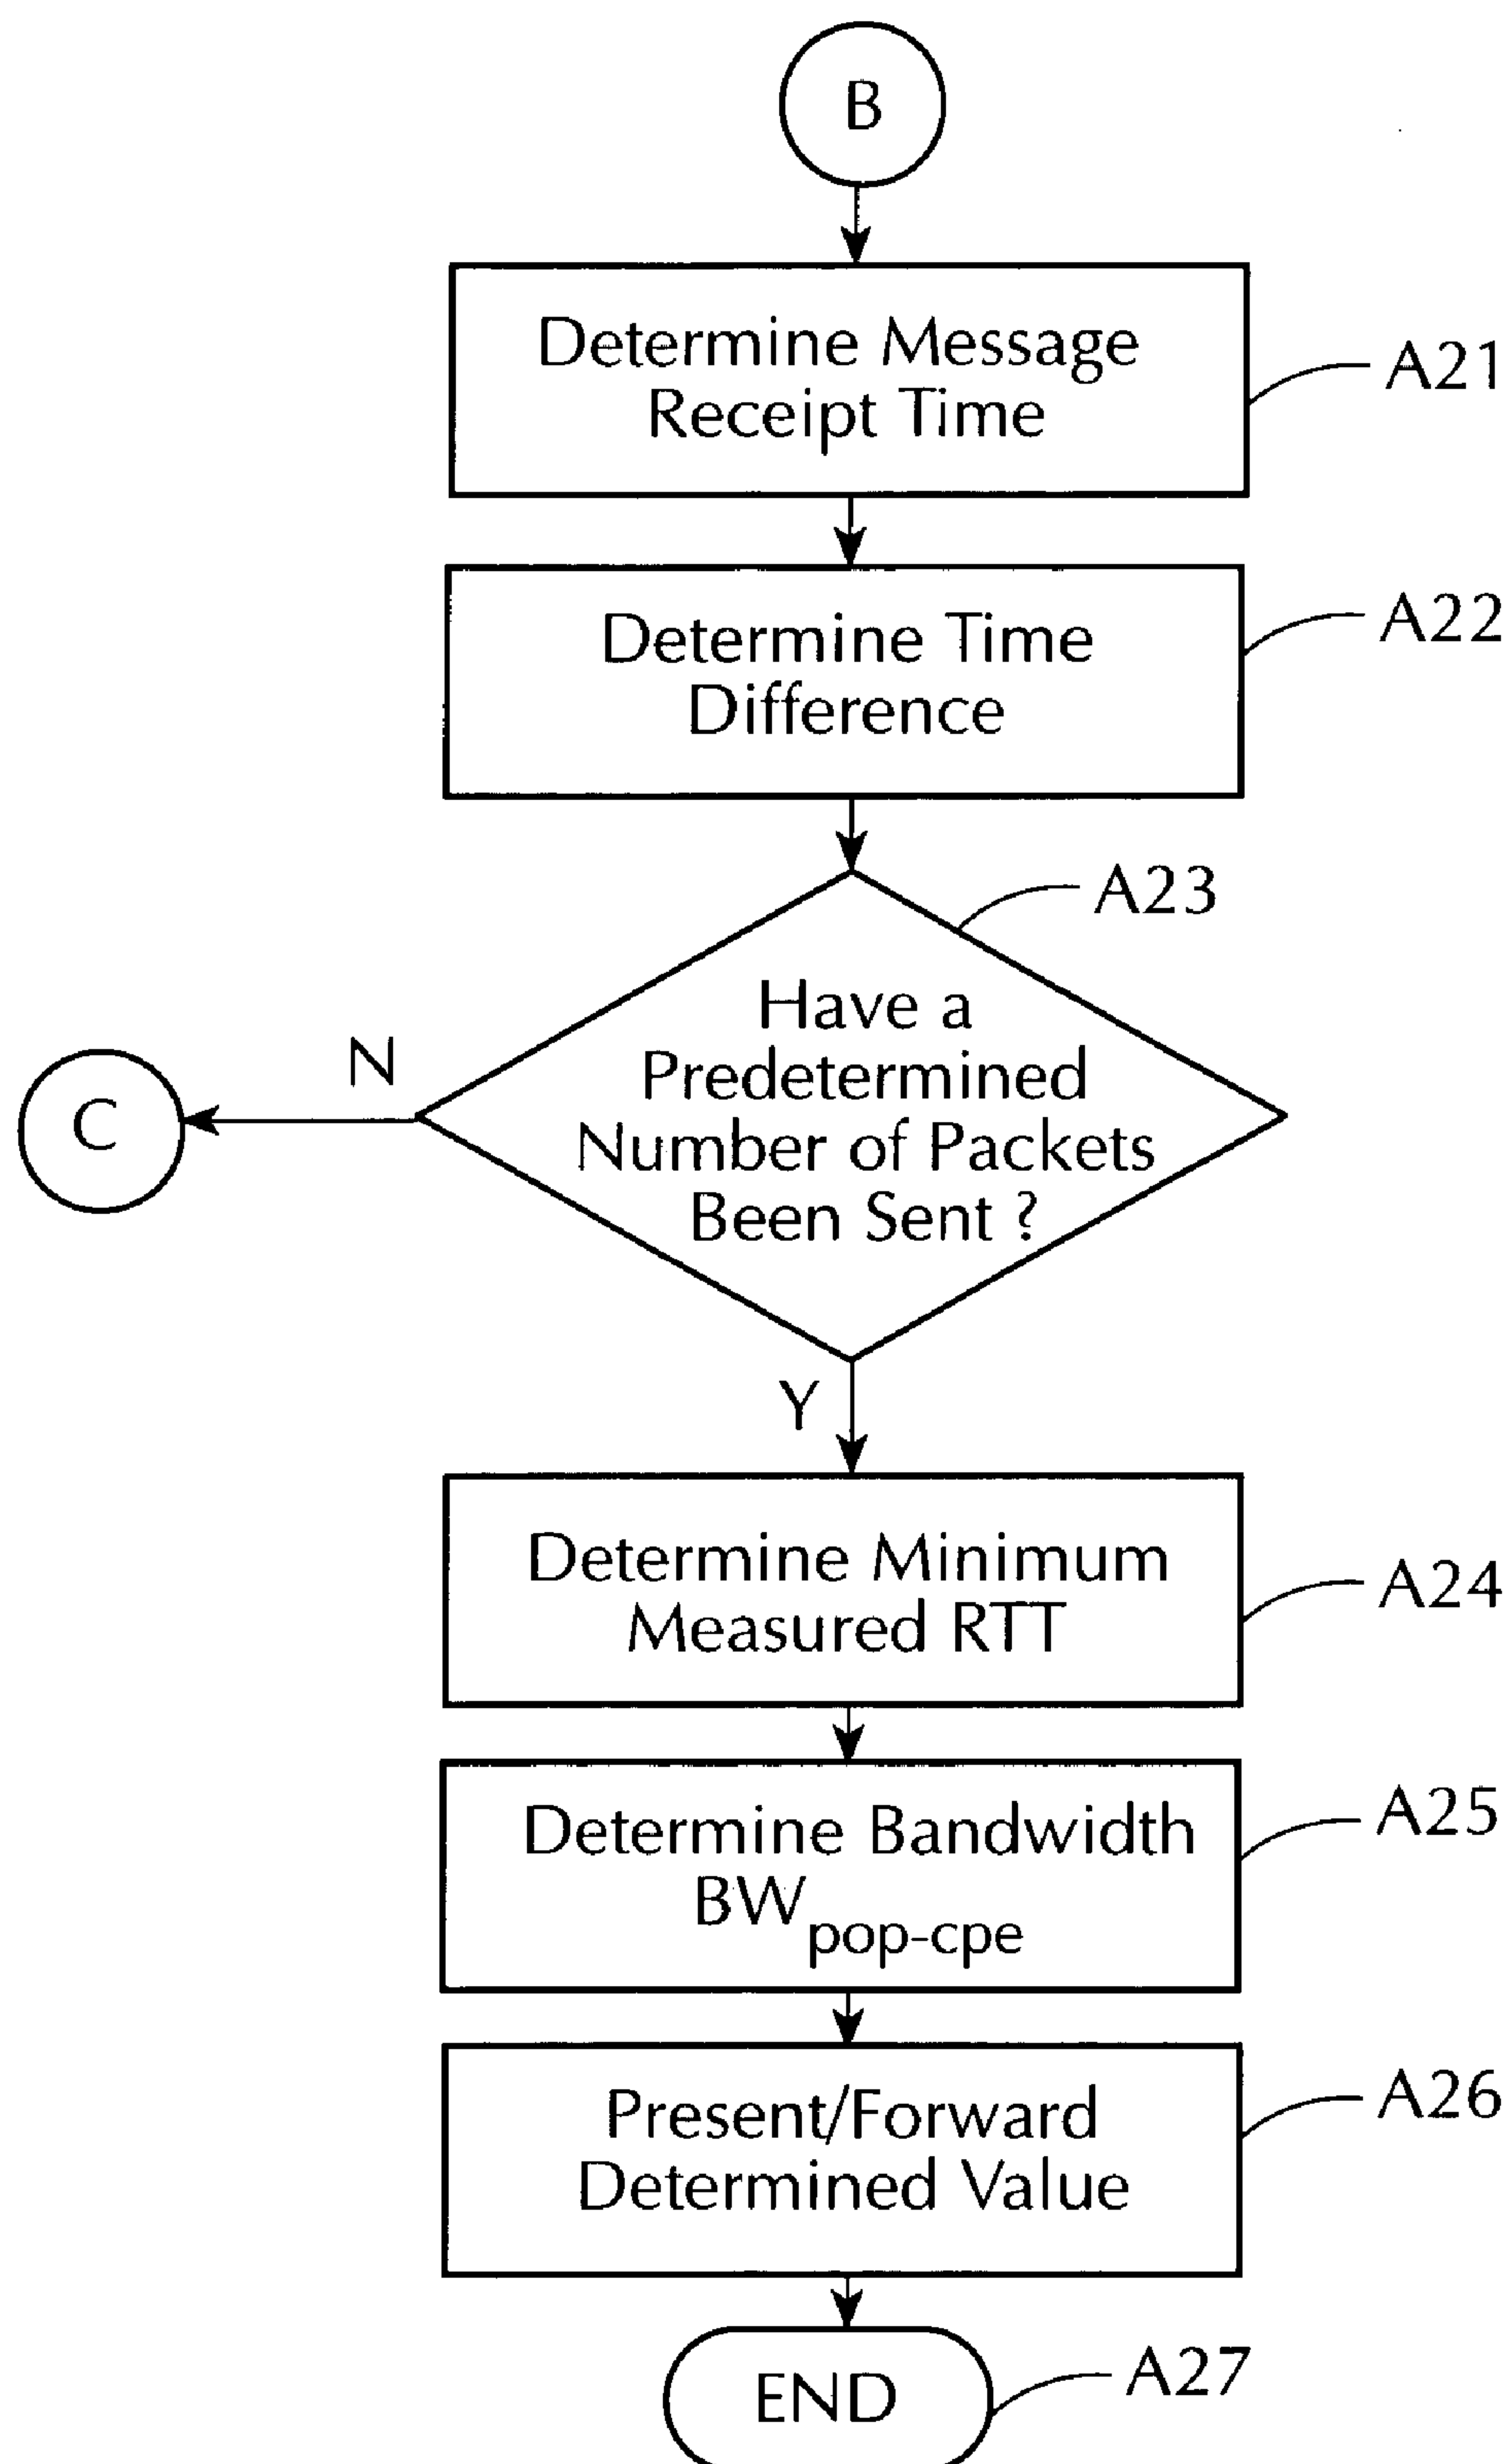 B
Determine Message
Receipt Time
A21
Determine Time
Difference
A22
A23
Have a
Predetermined
Number of Packets
Been Sent ?
N
C
Y
Determine Minimum
Measured RTT
A24
Determine Bandwidth
BWpop-cpe
A25
Present/Forward
Determined Value
A26
END
A27